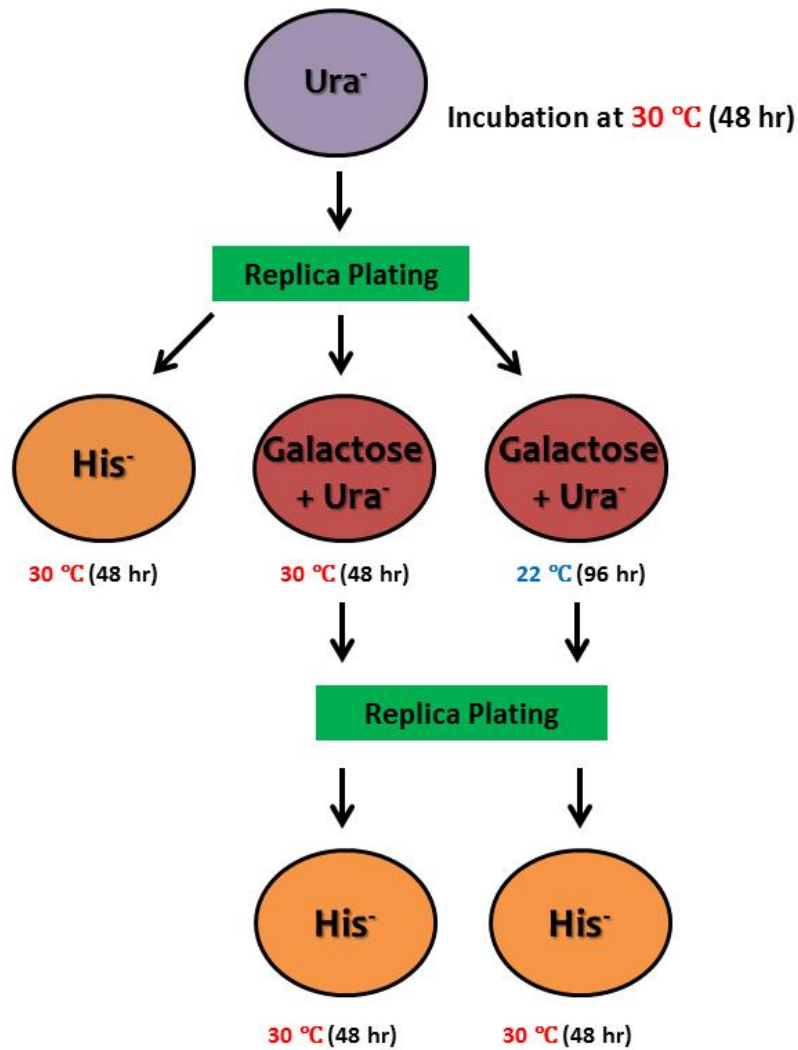 Ura⁻
Incubation at 30 ℃ (48 hr)
Replica Plating
His⁻
Galactose
+ Ura⁻
Galactose
+ Ura⁻
30 ℃ (48 hr)
30 ℃ (48 hr)
22 ℃ (96 hr)
Replica Plating
His⁻
His⁻
30 ℃ (48 hr)
30 ℃ (48 hr)